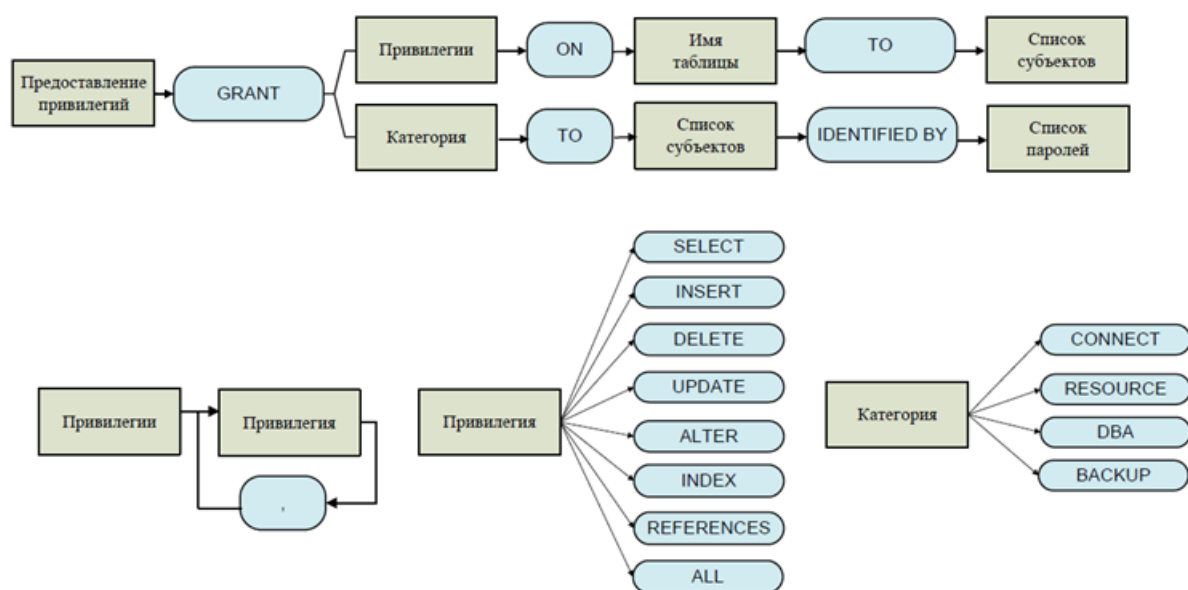 Предоставление
привилегий
GRANT
Привилегии
ON
Имя
таблицы
TO
Список
субъектов
Категория
TO
Список
субъектов
IDENTIFIED BY
Список
паролей
Привилегии
Привилегия
,
Привилегия
SELECT
INSERT
DELETE
UPDATE
ALTER
INDEX
REFERENCES
ALL
Категория
CONNECT
RESOURCE
DBA
BACKUP